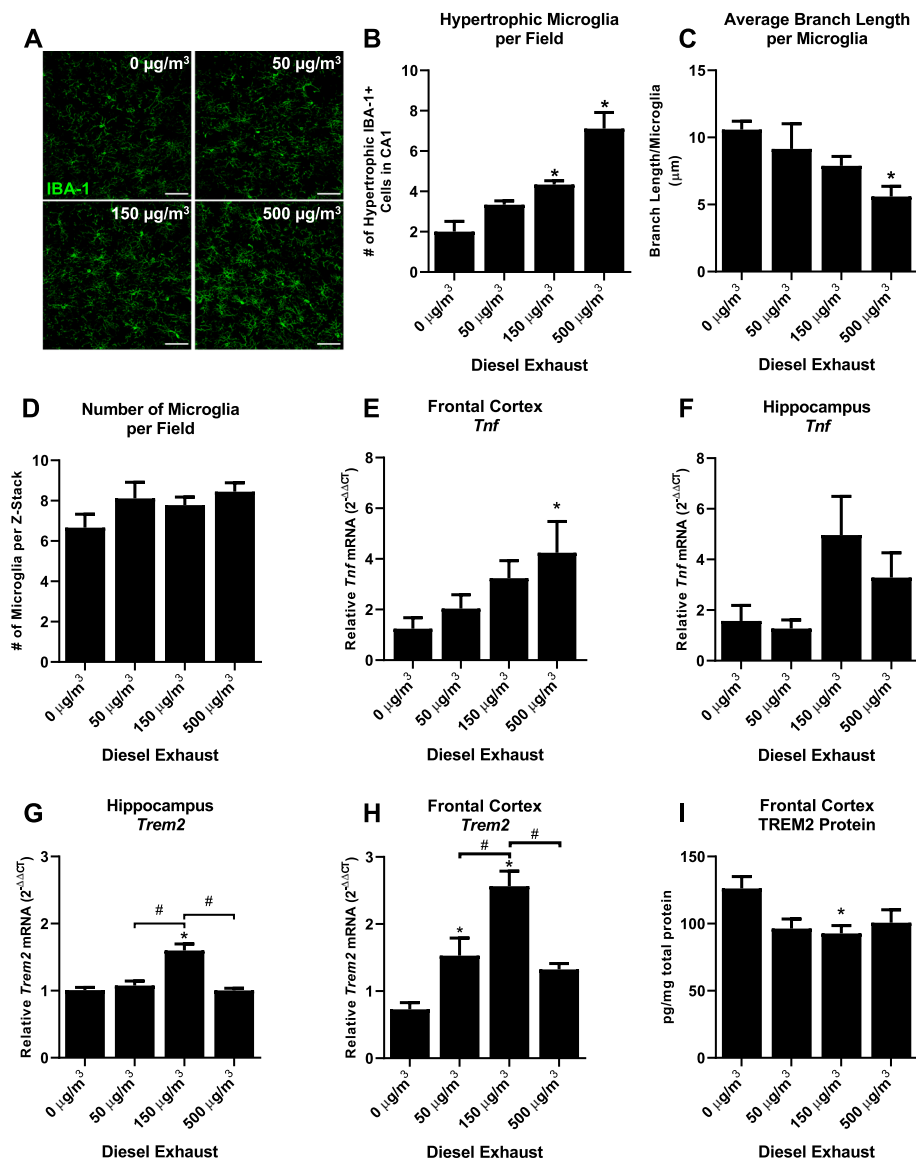 A
0 µg/m³
50 µg/m³
IBA-1
150 µg/m³
500 µg/m³
B
Hypertrophic Microglia
per Field
# of Hypertrophic IBA-1+
Cells in CA1
10
8
6
4
2
0
*
*
0 µg/m³
50 µg/m³
150 µg/m³
500 µg/m³
Diesel Exhaust
C
Average Branch Length
per Microglia
Branch Length/Microglia
(µm)
15
10
5
0
*
0 µg/m³
50 µg/m³
150 µg/m³
500 µg/m³
Diesel Exhaust
D
Number of Microglia
per Field
# of Microglia per Z-Stack
10
8
6
4
2
0
0 µg/m³
50 µg/m³
150 µg/m³
500 µg/m³
Diesel Exhaust
E
Frontal Cortex
Tnf
Relative Tnf mRNA (2^-ΔΔCT)
8
6
4
2
0
*
0 µg/m³
50 µg/m³
150 µg/m³
500 µg/m³
Diesel Exhaust
F
Hippocampus
Tnf
Relative Tnf mRNA (2^-ΔΔCT)
8
6
4
2
0
0 µg/m³
50 µg/m³
150 µg/m³
500 µg/m³
Diesel Exhaust
G
Hippocampus
Trem2
Relative Trem2 mRNA (2^-ΔΔCT)
3
2
1
0
# #
*
0 µg/m³
50 µg/m³
150 µg/m³
500 µg/m³
Diesel Exhaust
H
Frontal Cortex
Trem2
Relative Trem2 mRNA (2^-ΔΔCT)
3
2
1
0
# #
*
*
0 µg/m³
50 µg/m³
150 µg/m³
500 µg/m³
Diesel Exhaust
I
Frontal Cortex
TREM2 Protein
pg/mg total protein
150
100
50
0
*
0 µg/m³
50 µg/m³
150 µg/m³
500 µg/m³
Diesel Exhaust